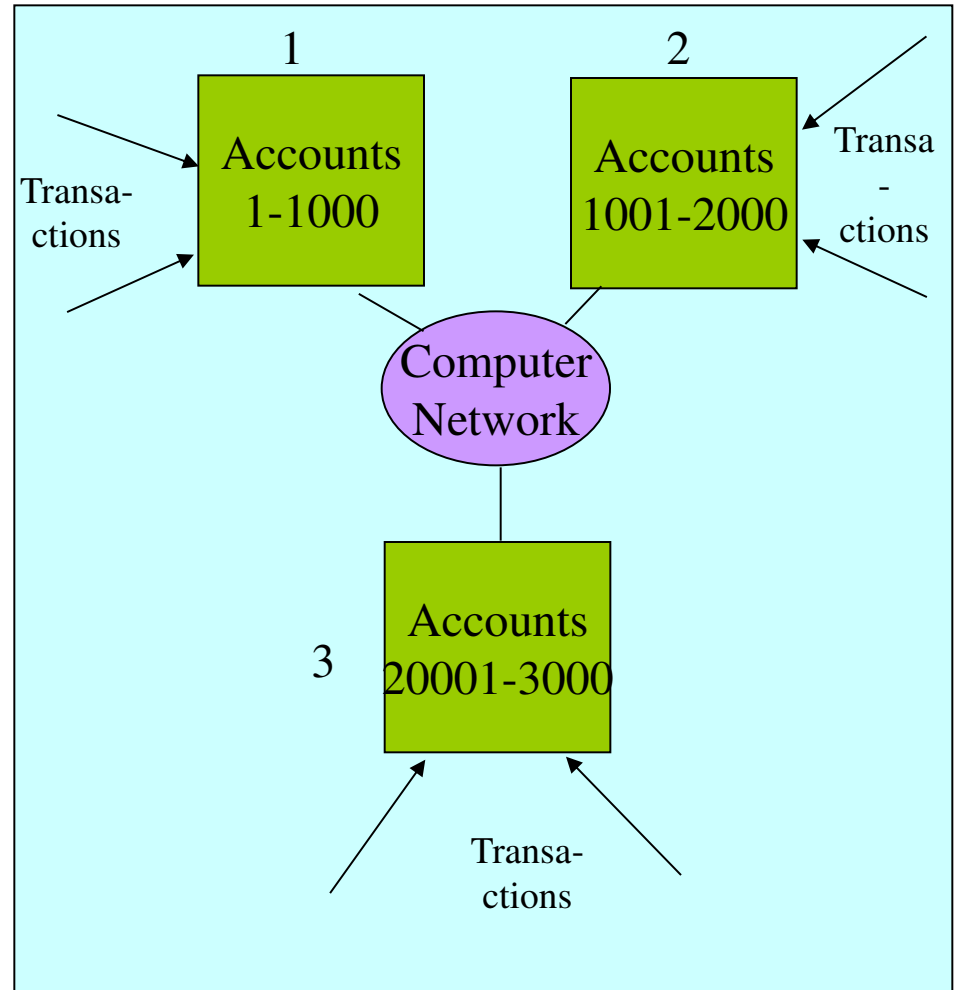 1
2
Accounts
1-1000
Accounts
1001-2000
Transa-
ctions
Transa
-
ctions
Computer
Network
3
Accounts
20001-3000
Transa-
ctions